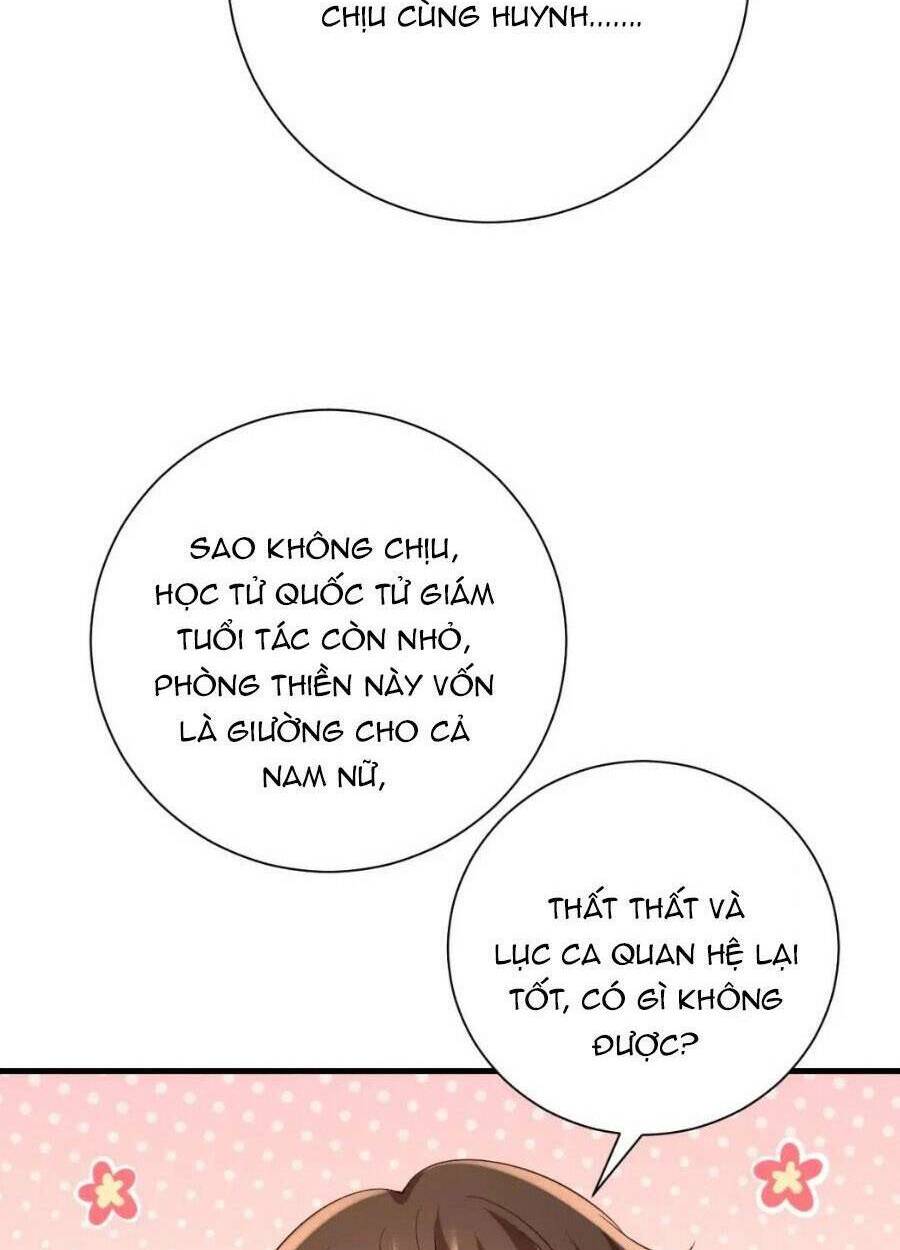 CHỊU CÙNG HUYNH.......
SAO KHÔNG CHỊU,
HỌC TỬ QUỐC TỬ GIÁM
TUỔI TÁC CÒN NHỎ,
PHÒNG THIỀN NÀY VỐN
LÀ GIƯỜNG CHO CẢ
NAM NỮ,
THẤT THẤT VÀ
LỤC CA QUAN HỆ LẠI
TỐT, CÓ GÌ KHÔNG
ĐƯỢC?